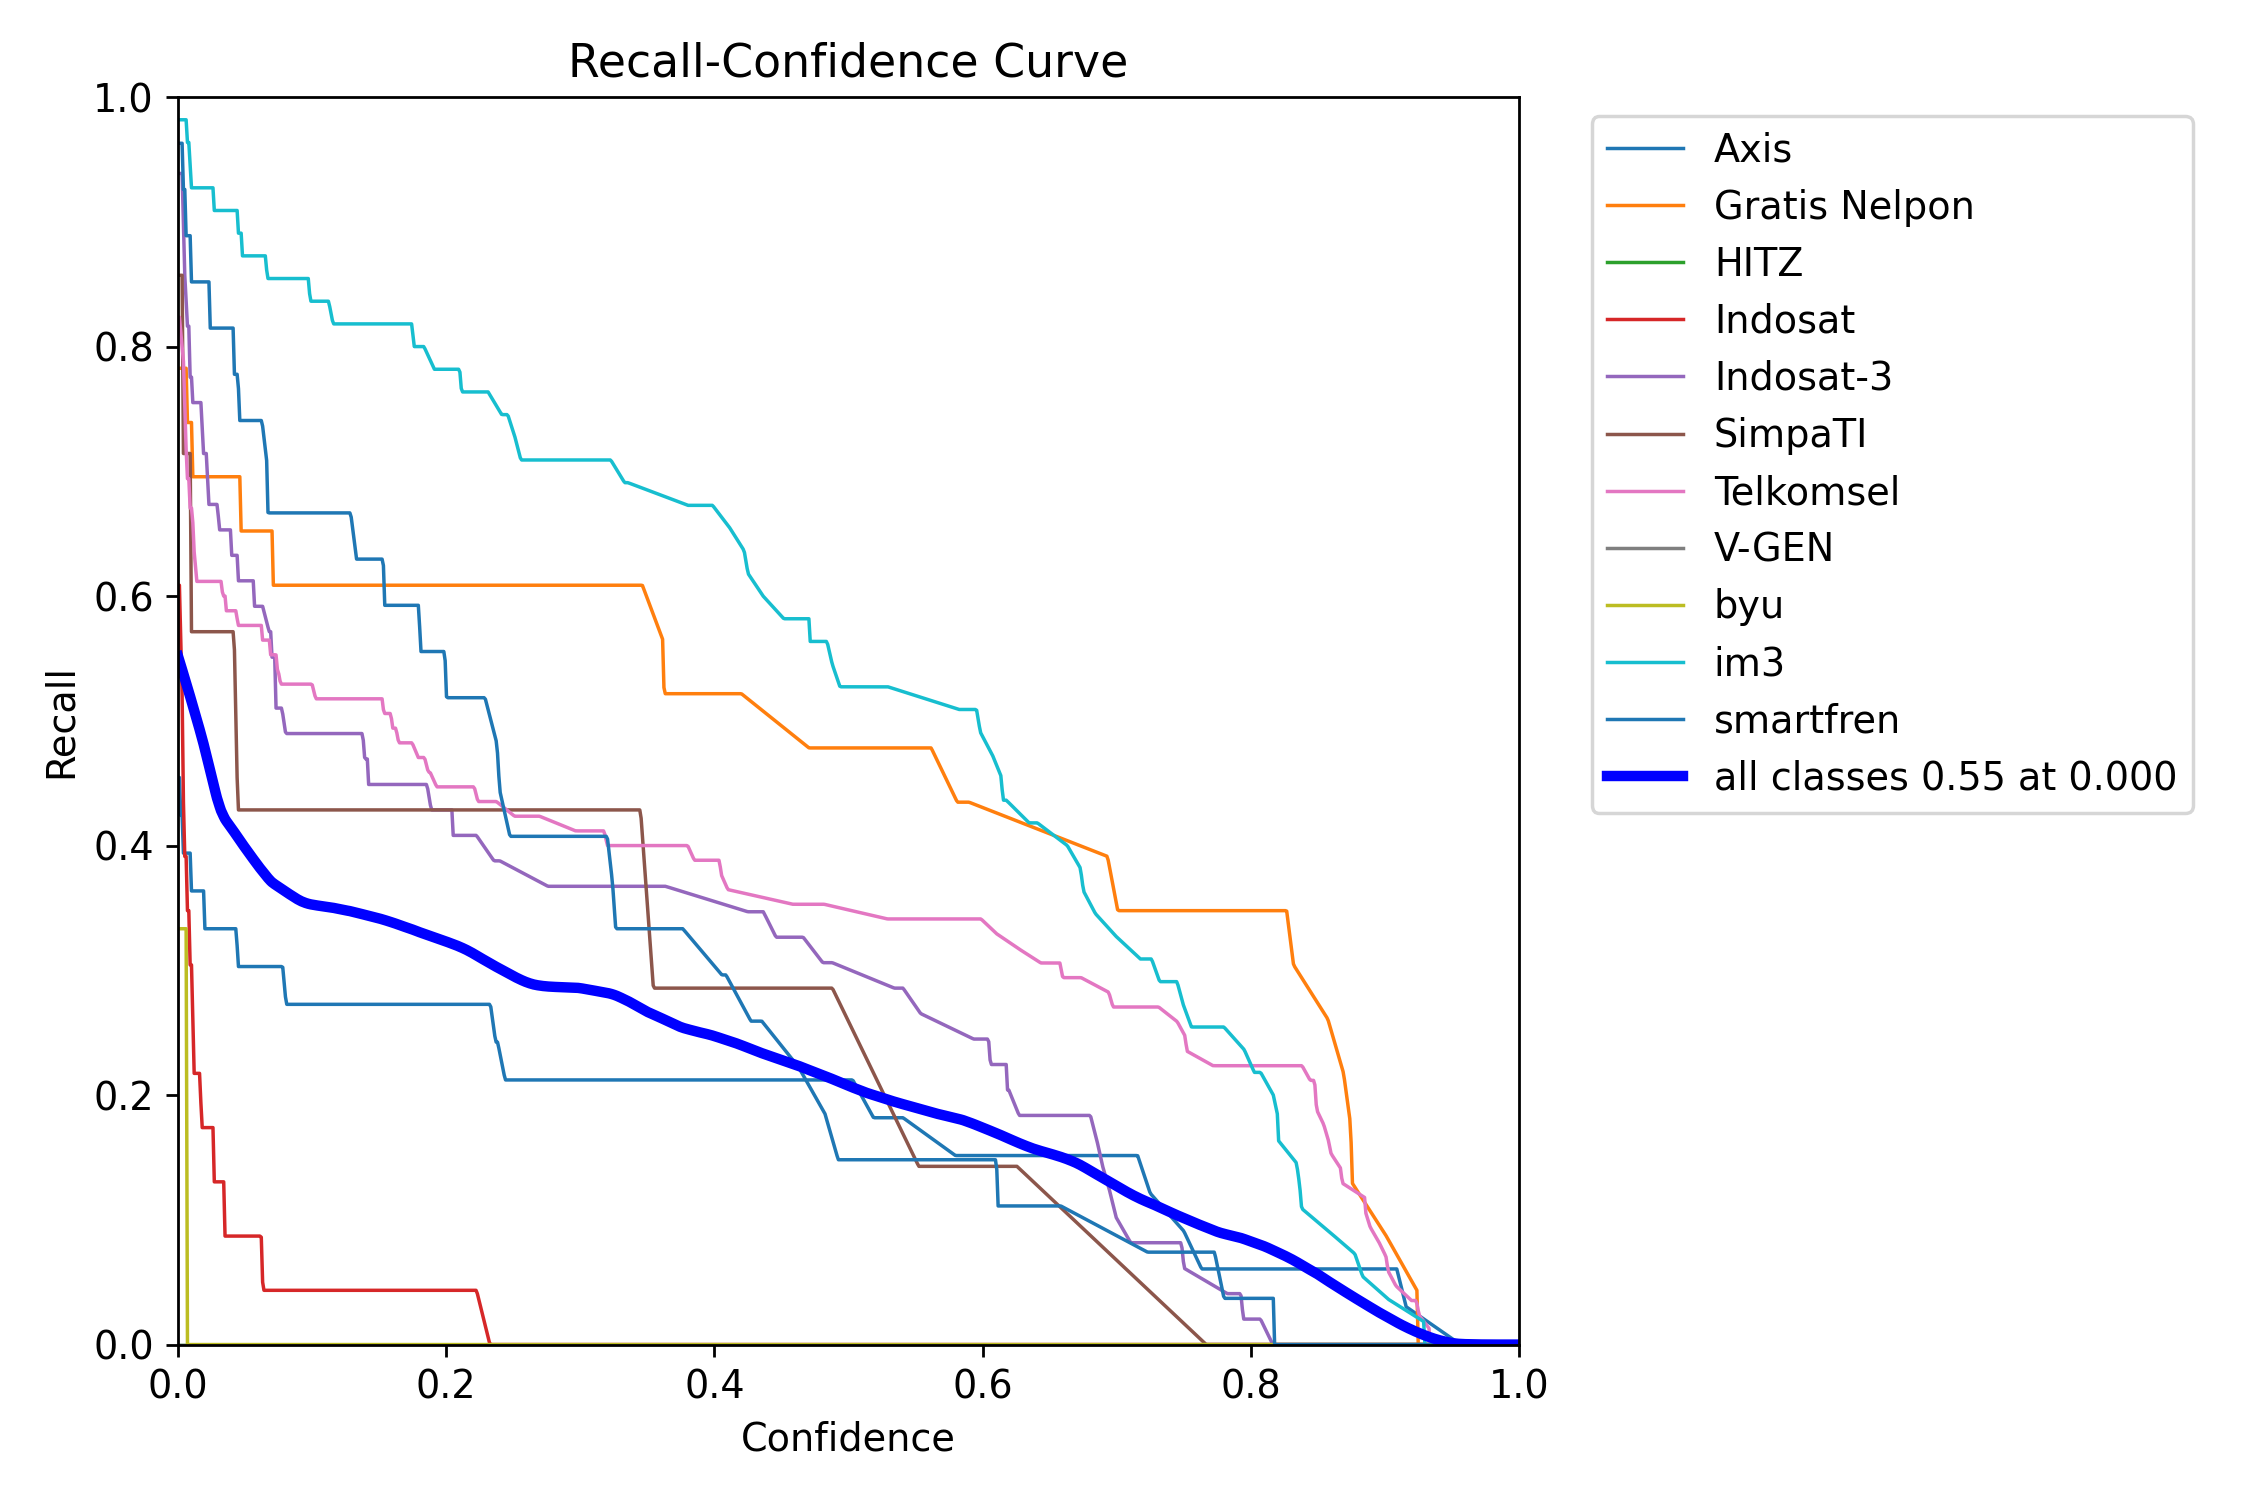 Recall-Confidence Curve
1.0
0.8
0.6
0.4
0.2
0.0
Recall
0.0 0.2 0.4 0.6 0.8 1.0
Confidence
Axis
Gratis Nelpon
HITZ
Indosat
Indosat-3
SimpaTI
Telkomsel
V-GEN
byu
im3
smartfren
all classes 0.55 at 0.000